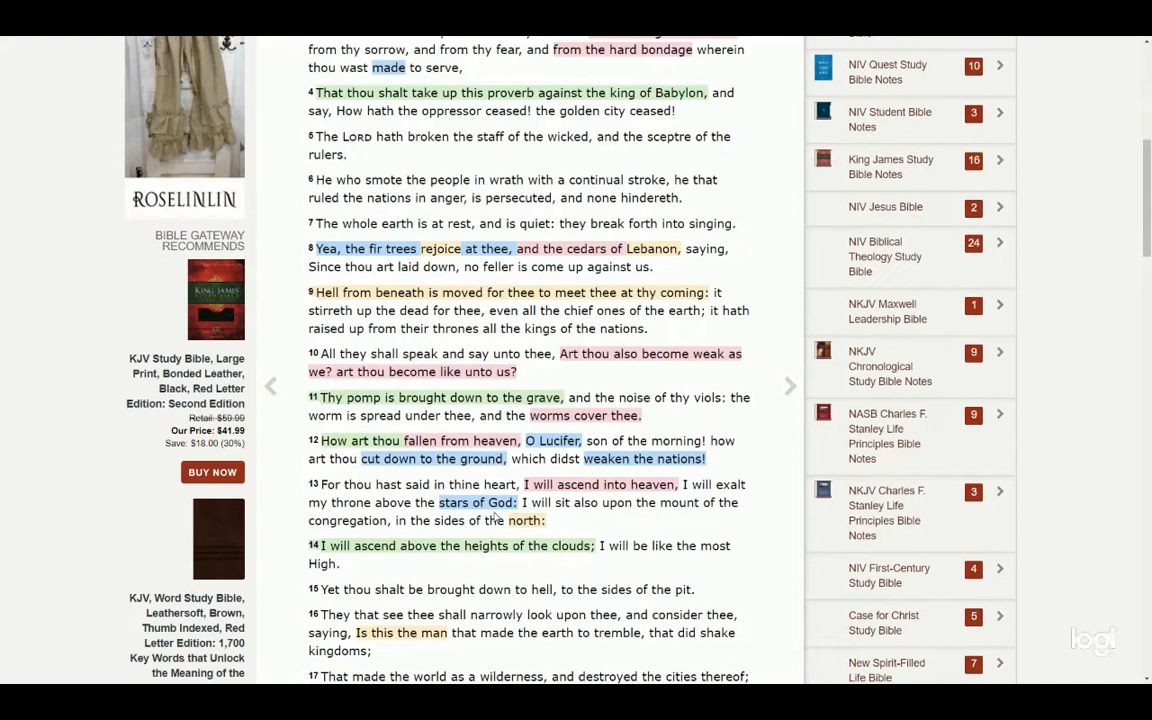 from thy sorrow, and from thy fear, and from the hard bondage wherein
thou wast made to serve,
4 That thou shalt take up this proverb against the king of Babylon, and
say, How hath the oppressor ceased! the golden city ceased!
5 The LORD hath broken the staff of the wicked, and the sceptre of the
rulers.
6 He who smote the people in wrath with a continual stroke, he that
ruled the nations in anger, is persecuted, and none hindereth.
7 The whole earth is at rest, and is quiet: they break forth into singing.
8 Yea, the fir trees rejoice at thee, and the cedars of Lebanon, saying,
Since thou art laid down, no feller is come up against us.
9 Hell from beneath is moved for thee to meet thee at thy coming: it
stirreth up the dead for thee, even all the chief ones of the earth; it hath
raised up from their thrones all the kings of the nations.
10 All they shall speak and say unto thee, Art thou also become weak as
we? art thou become like unto us?
11 Thy pomp is brought down to the grave, and the noise of thy viols: the
worm is spread under thee, and the worms cover thee.
12 How art thou fallen from heaven, O Lucifer, son of the morning! how
art thou cut down to the ground, which didst weaken the nations!
13 For thou hast said in thine heart, I will ascend into heaven, I will exalt
my throne above the stars of God: I will sit also upon the mount of the
congregation, in the sides of the north:
14 I will ascend above the heights of the clouds; I will be like the most
High.
15 Yet thou shalt be brought down to hell, to the sides of the pit.
16 They that see thee shall narrowly look upon thee, and consider thee,
saying, Is this the man that made the earth to tremble, that did shake
kingdoms;
17 That made the world as a wilderness, and destroyed the cities thereof;
ROSELINLIN
BIBLE GATEWAY
RECOMMENDS
KING JAMES
KJV Study Bible, Large
Print, Bonded Leather,
Black, Red Letter
Edition: Second Edition
Retail: $59.99
Our Price: $41.99
Save: $18.00 (30%)
BUY NOW
KJV, Word Study Bible,
Leathersoft, Brown,
Thumb Indexed, Red
Letter Edition: 1,700
Key Words that Unlock
the Meaning of the
NIV Quest Study
Bible Notes
10
NIV Student Bible
Notes
3
King James Study
Bible Notes
16
NIV Jesus Bible
2
NIV Biblical
Theology Study
Bible
24
NKJV Maxwell
Leadership Bible
1
NKJV
Chronological
Study Bible Notes
9
NASB Charles F.
Stanley Life
Principles Bible
Notes
9
NKJV Charles F.
Stanley Life
Principles Bible
Notes
3
NIV First-Century
Study Bible
4
Case for Christ
Study Bible
5
New Spirit-Filled
Life Bible
7
logi